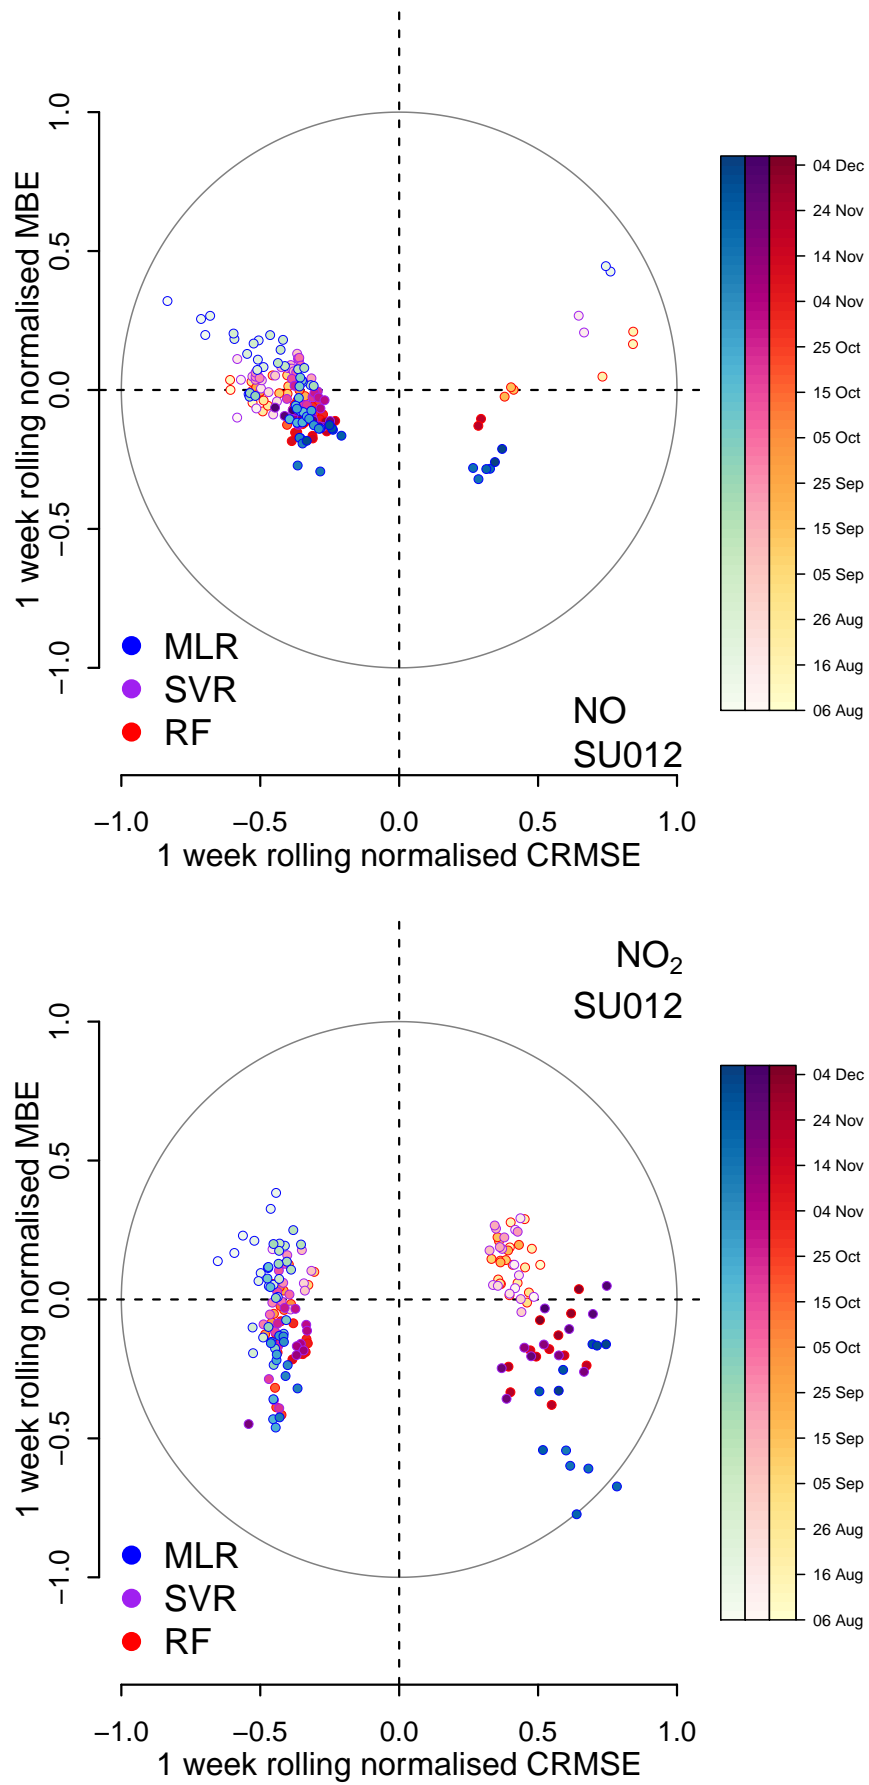 1.0
0.5
0.0
−0.5
−1.0
1 week rolling normalised MBE
MLR
SVR
RF
NO
SU012
−1.0 −0.5 0.0 0.5 1.0
1 week rolling normalised CRMSE
04 Dec
24 Nov
14 Nov
04 Nov
25 Oct
15 Oct
05 Oct
25 Sep
15 Sep
05 Sep
26 Aug
16 Aug
06 Aug
NO₂
SU012
1.0
0.5
0.0
−0.5
−1.0
1 week rolling normalised MBE
MLR
SVR
RF
−1.0 −0.5 0.0 0.5 1.0
1 week rolling normalised CRMSE
04 Dec
24 Nov
14 Nov
04 Nov
25 Oct
15 Oct
05 Oct
25 Sep
15 Sep
05 Sep
26 Aug
16 Aug
06 Aug